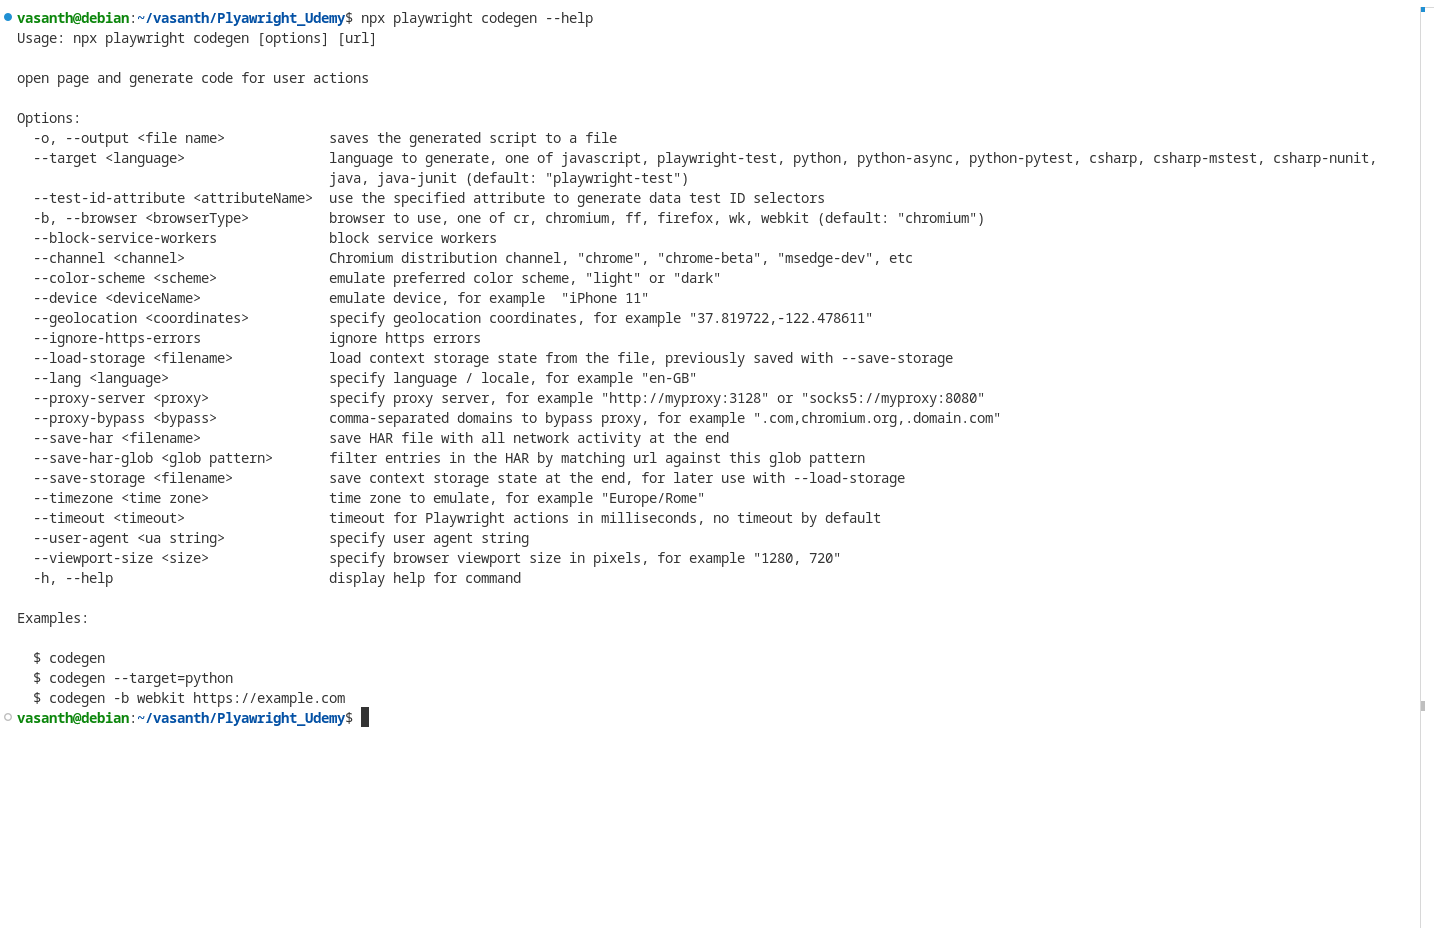 vasanth@debian:~/vasanth/Plyawright_Udemy$ npx playwright codegen --help
Usage: npx playwright codegen [options] [url]

open page and generate code for user actions

Options:
  -o, --output <file name>             saves the generated script to a file
  --target <language>                  language to generate, one of javascript, playwright-test, python, python-async, python-pytest, csharp, csharp-mstest, csharp-nunit,
                                       java, java-junit (default: "playwright-test")
  --test-id-attribute <attributeName>  use the specified attribute to generate data test ID selectors
  -b, --browser <browserType>          browser to use, one of cr, chromium, ff, firefox, wk, webkit (default: "chromium")
  --block-service-workers              block service workers
  --channel <channel>                  Chromium distribution channel, "chrome", "chrome-beta", "msedge-dev", etc
  --color-scheme <scheme>              emulate preferred color scheme, "light" or "dark"
  --device <deviceName>                emulate device, for example  "iPhone 11"
  --geolocation <coordinates>          specify geolocation coordinates, for example "37.819722,-122.478611"
  --ignore-https-errors                ignore https errors
  --load-storage <filename>            load context storage state from the file, previously saved with --save-storage
  --lang <language>                    specify language / locale, for example "en-GB"
  --proxy-server <proxy>               specify proxy server, for example "http://myproxy:3128" or "socks5://myproxy:8080"
  --proxy-bypass <bypass>              comma-separated domains to bypass proxy, for example ".com,chromium.org,.domain.com"
  --save-har <filename>                save HAR file with all network activity at the end
  --save-har-glob <glob pattern>       filter entries in the HAR by matching url against this glob pattern
  --save-storage <filename>            save context storage state at the end, for later use with --load-storage
  --timezone <time zone>               time zone to emulate, for example "Europe/Rome"
  --timeout <timeout>                  timeout for Playwright actions in milliseconds, no timeout by default
  --user-agent <ua string>             specify user agent string
  --viewport-size <size>               specify browser viewport size in pixels, for example "1280, 720"
  -h, --help                           display help for command

Examples:

  $ codegen
  $ codegen --target=python
  $ codegen -b webkit https://example.com
vasanth@debian:~/vasanth/Plyawright_Udemy$